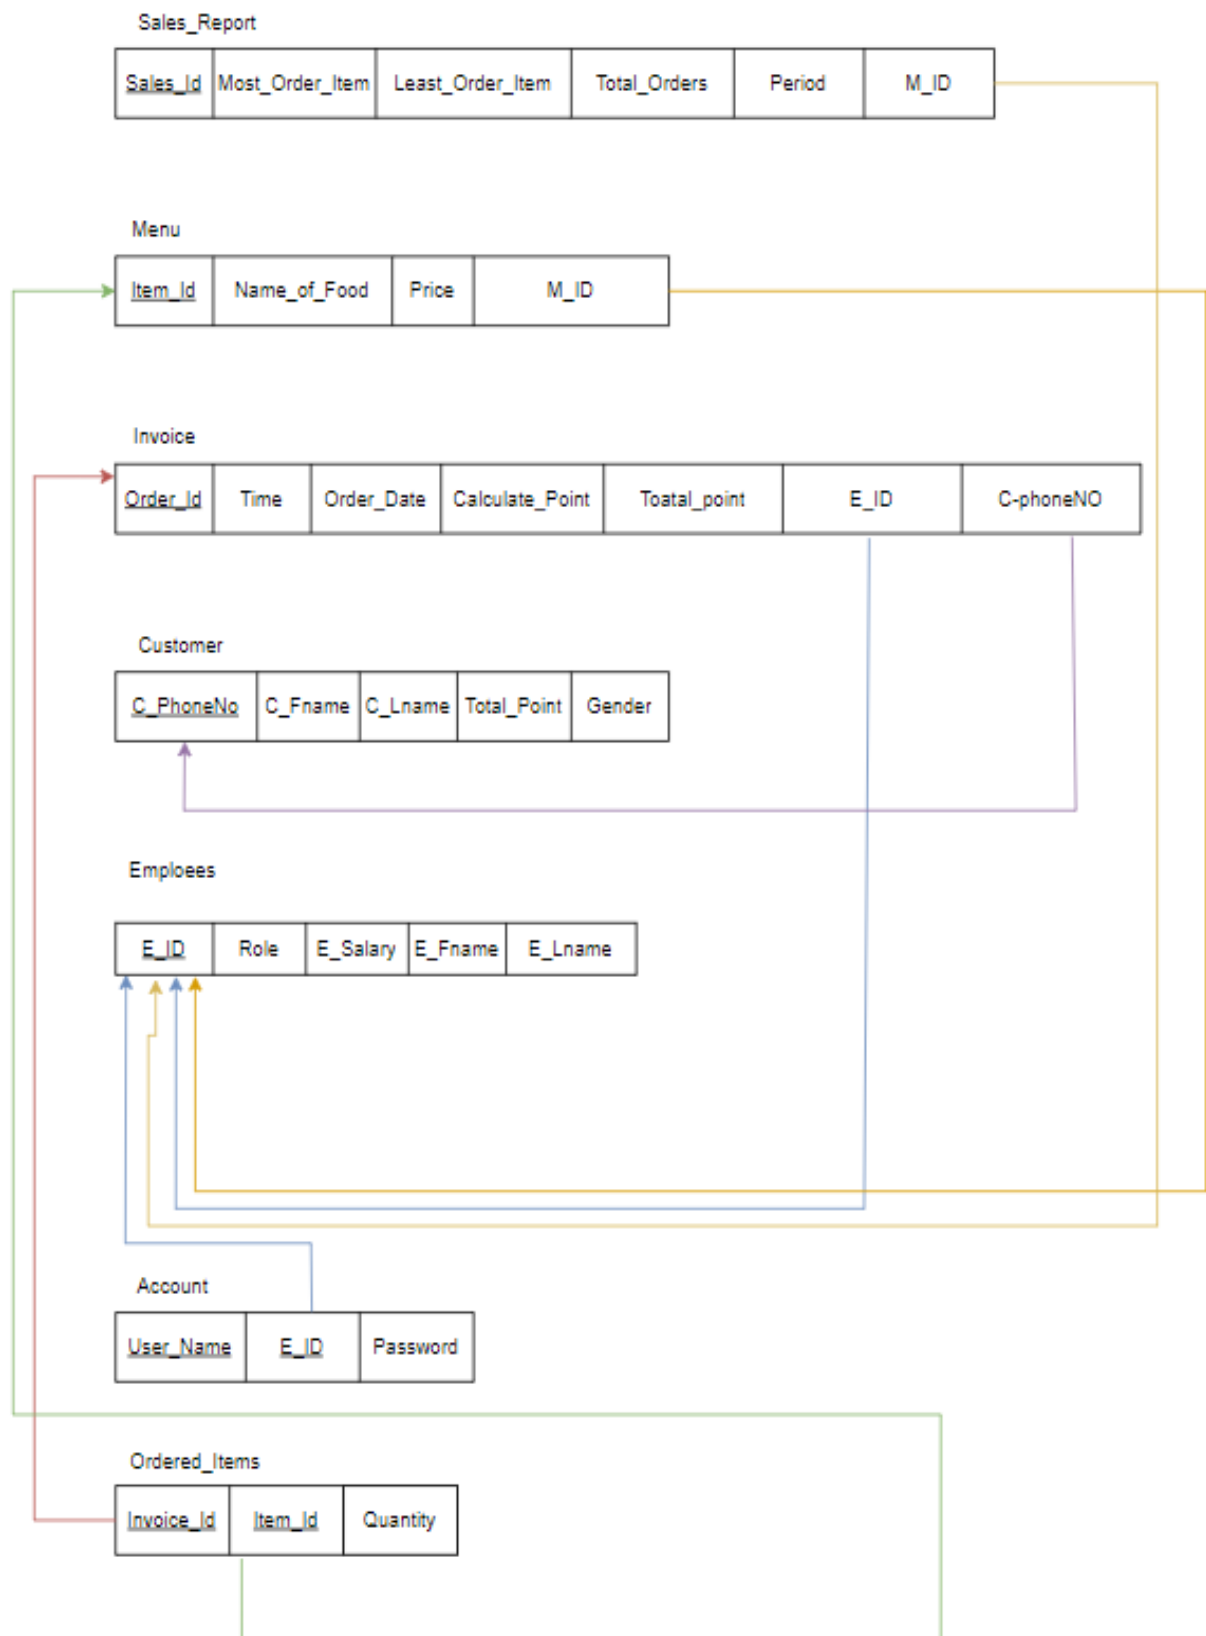 Sales_Report
Sales_Id Most_Order_Item Least_Order_Item Total_Orders Period M_ID
Menu
Item_Id Name_of_Food Price M_ID
Invoice
Order_Id Time Order_Date Calculate_Point Toatal_point E_ID C-phoneNO
Customer
C_PhoneNo C_Fname C_Lname Total_Point Gender
Emploees
E_ID Role E_Salary E_Fname E_Lname
Account
User_Name E_ID Password
Ordered_Items
Invoice_Id Item_Id Quantity